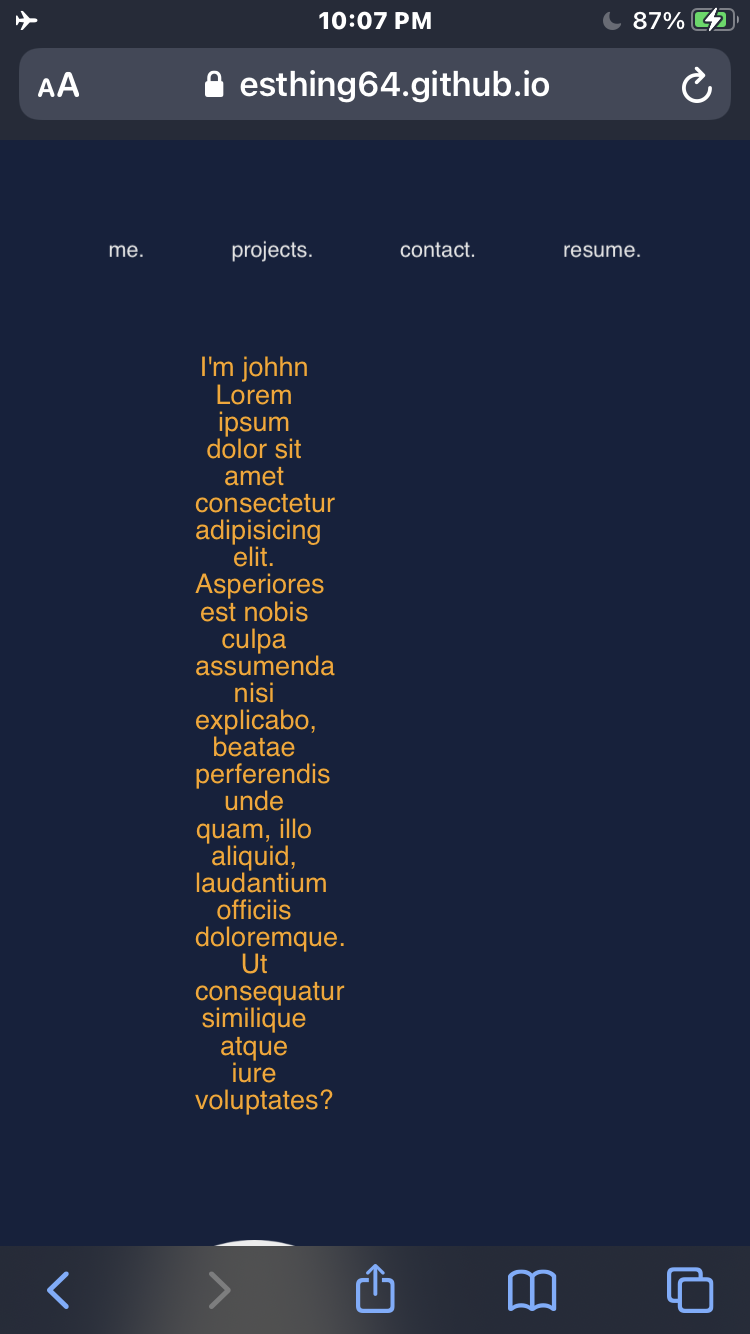 10:07 PM 87%
AA esthing64.github.io
me. projects. contact. resume.
I'm johhn
Lorem
ipsum
dolor sit
amet
consectetur
adipisicing
elit.
Asperiores
est nobis
culpa
assumenda
nisi
explicabo,
beatae
perferendis
unde
quam, illo
aliquid,
laudantium
officiis
doloremque.
Ut
consequatur
similique
atque
iure
voluptates?